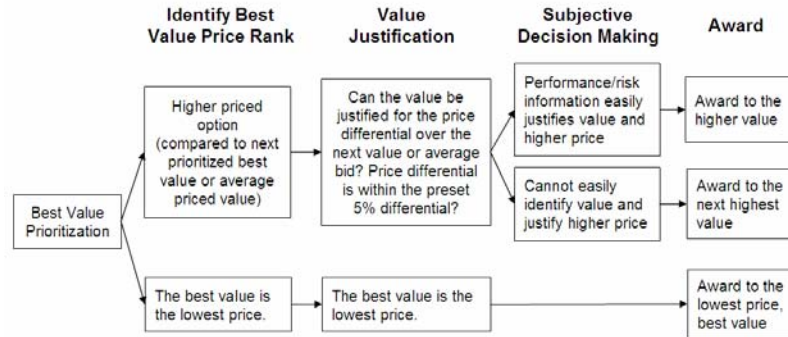 Identify Best
Value Price Rank
Value
Justification
Subjective
Decision Making
Award
Best Value
Prioritization
Higher priced
option
(compared to next
prioritized best
value or average
priced value)
Can the value be
justified for the price
differential over the
next value or average
bid? Price differential
is within the preset
5% differential?
Performance/risk
information easily
justifies value and
higher price
Award to the
higher value
Cannot easily
identify value and
justify higher price
Award to the
next highest
value
The best value is
the lowest price.
The best value is the
lowest price.
Award to the
lowest price,
best value